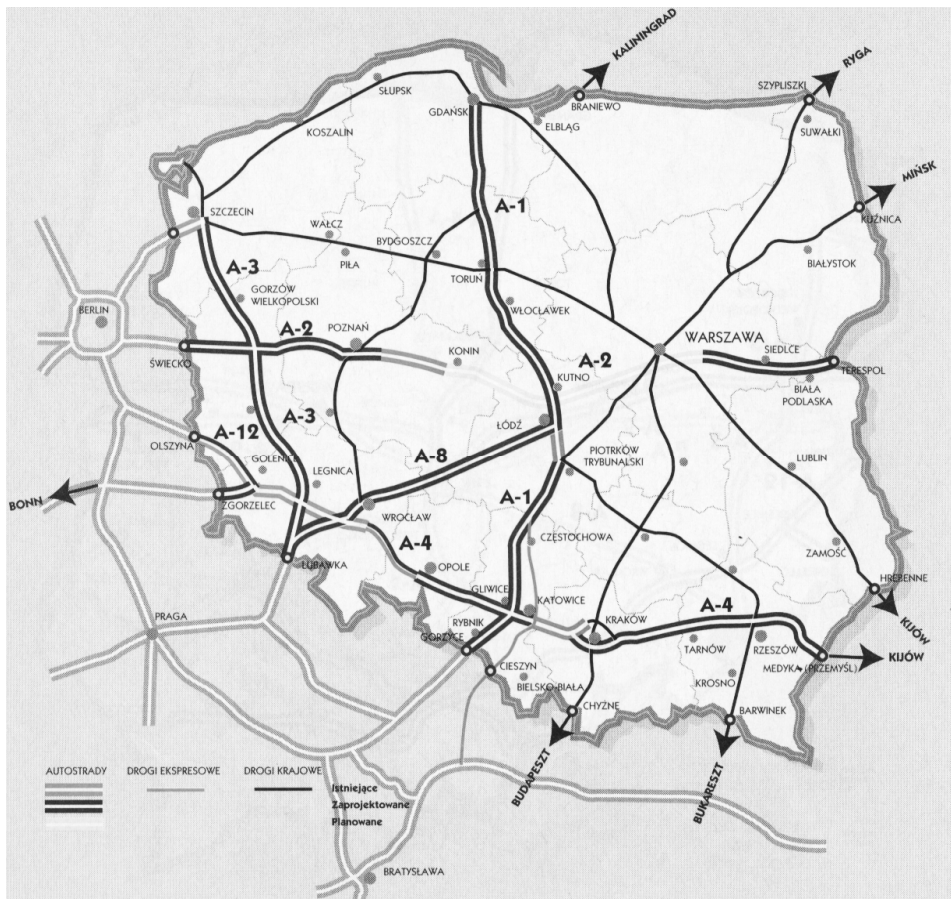 KALININGRAD
RYGA
SŁUPSK
GDAŃSK
BRANIEWO
SZYPLISZKI
KOSZALIN
ELBLĄG
SUWAŁKI
MIŃSK
A-1
KUŹNICA
SZCZECIN
WAŁCZ
BYDGOSZCZ
PIŁA
TORUŃ
BIAŁYSTOK
A-3
GORZÓW
WIELKOPOLSKI
WŁOCŁAWEK
BERLIN
A-2
POZNAŃ
WARSZAWA
ŚWIECKO
KONIN
A-2
SIEDLCE
TERESPOL
KUTNO
BIAŁA
PODLASKA
A-3
ŁÓDŹ
A-12
OLSZYNA
A-8
PIOTRKÓW
TRYBUNALSKI
LUBLIN
GOLENICE
LEGNICA
BONN
ZGORZELEC
A-1
WROCŁAW
CZĘSTOCHOWA
ZAMOŚĆ
A-4
LUBAWKA
OPOLE
HREBENNE
GLIWICE
KATOWICE
A-4
KIJÓW
PRAGA
RYBNIK
KRAKÓW
GORZYCE
TARNÓW
RZESZÓW
KIJÓW
MEDYKA (PRZEMYŚL)
CIESZYN
BIELSKO-BIAŁA
KROSNO
CHYŻNE
BARWINEK
BUDAPESZT
BUKARESZT
AUTOSTRADY
DROGI EKSPRESOWE
DROGI KRAJOWE
Istniejące
Zaprojektowane
Planowane
BRATYSŁAWA